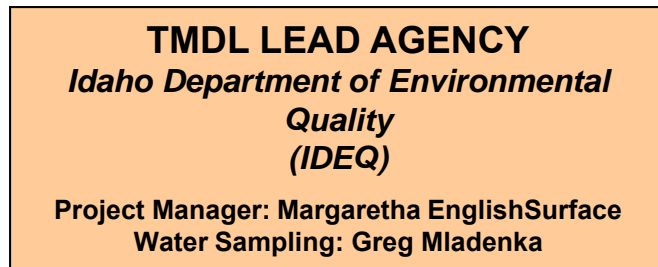 TMDL LEAD AGENCY
Idaho Department of Environmental
Quality
(IDEQ)
Project Manager: Margaretha EnglishSurface
Water Sampling: Greg Mladenka